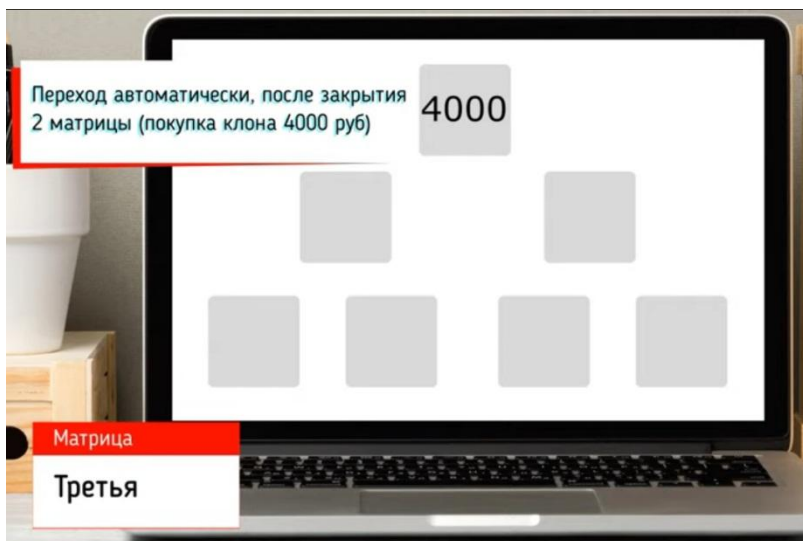 Переход автоматически, после закрытия
2 матрицы (покупка клона 4000 руб)
4000
Матрица
Третья